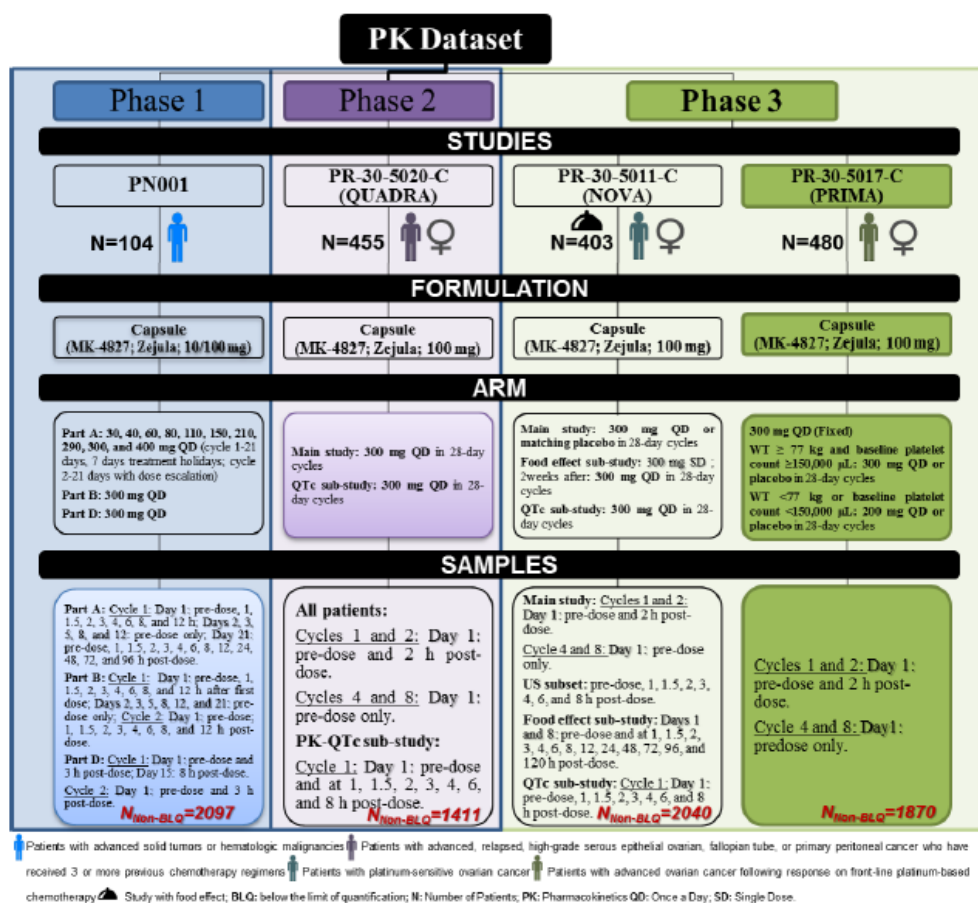 PK Dataset
Phase 1
Phase 2
Phase 3
STUDIES
PN001
N=104
PR-30-5020-C
(QUADRA)
N=455
PR-30-5011-C
(NOVA)
N=403
PR-30-5017-C
(PRIMA)
N=480
FORMULATION
Capsule
(MK-4827; Zejula; 10/100 mg)
Capsule
(MK-4827; Zejula; 100 mg)
Capsule
(MK-4827; Zejula; 100 mg)
Capsule
(MK-4827; Zejula; 100 mg)
ARM
Part A: 30, 40, 60, 80, 110, 150, 210,
290, 300, and 400 mg QD (cycle 1-21
days, 7 days treatment holidays; cycle
2-21 days with dose escalation)
Part B: 300 mg QD
Part D: 300 mg QD
Main study: 300 mg QD in 28-day
cycles
QTc sub-study: 300 mg QD in 28-
day cycles
Main study: 300 mg QD or
matching placebo in 28-day cycles
Food effect sub-study: 300 mg SD ;
2weeks after: 300 mg QD in 28-day
cycles
QTc sub-study: 300 mg QD in 28-
day cycles
300 mg QD (Fixed)
WT ≥ 77 kg and baseline platelet
count ≥150,000 µL: 300 mg QD or
placebo in 28-day cycles
WT <77 kg or baseline platelet
count <150,000 µL: 200 mg QD or
placebo in 28-day cycles
SAMPLES
Part A: Cycle 1: Day 1: pre-dose, 1,
1.5, 2, 3, 4, 6, 8, and 12 h; Days 2, 3,
5, 8, and 12: pre-dose only; Day 21:
pre-dose, 1, 1.5, 2, 3, 4, 6, 8, 12, 24,
48, 72, and 96 h post-dose.
Part B: Cycle 1: Day 1: pre-dose, 1,
1.5, 2, 3, 4, 6, 8, and 12 h after first
dose; Days 2, 3, 5, 8, 12, and 21: pre-
dose only; Cycle 2: Day 1: pre-dose;
1, 1.5, 2, 3, 4, 6, 8, and 12 h post-
dose.
Part D: Cycle 1: Day 1: pre-dose and
3 h post-dose; Day 15: 8 h post-dose.
Cycle 2: Day 1: pre-dose and 3 h
post-dose.
N Non-BLQ=2097
All patients:
Cycles 1 and 2: Day 1:
pre-dose and 2 h post-
dose.
Cycles 4 and 8: Day 1:
pre-dose only.
PK-QTc sub-study:
Cycle 1: Day 1: pre-dose
and at 1, 1.5, 2, 3, 4, 6,
and 8 h post-dose.
N Non-BLQ=1411
Main study: Cycles 1 and 2:
Day 1: pre-dose and 2 h post-
dose.
Cycle 4 and 8: Day 1: pre-dose
only.
US subset: pre-dose, 1, 1.5, 2, 3,
4, 6, and 8 h post-dose.
Food effect sub-study: Days 1
and 8: pre-dose and at 1, 1.5, 2,
3, 4, 6, 8, 12, 24, 48, 72, 96, and
120 h post-dose.
QTc sub-study: Cycle 1: Day 1:
pre-dose, 1, 1.5, 2, 3, 4, 6, and 8
h post-dose.
N Non-BLQ=2040
Cycles 1 and 2: Day 1:
pre-dose and 2 h post-
dose.
Cycle 4 and 8: Day1:
predose only.
N Non-BLQ=1870
Patients with advanced solid tumors or hematologic malignancies Patients with advanced, relapsed, high-grade serous epithelial ovarian, fallopian tube, or primary peritoneal cancer who have
received 3 or more previous chemotherapy regimens Patients with platinum-sensitive ovarian cancer Patients with advanced ovarian cancer following response on front-line platinum-based
chemotherapy Study with food effect; BLQ: below the limit of quantification; N: Number of Patients; PK: Pharmacokinetics QD: Once a Day; SD: Single Dose.